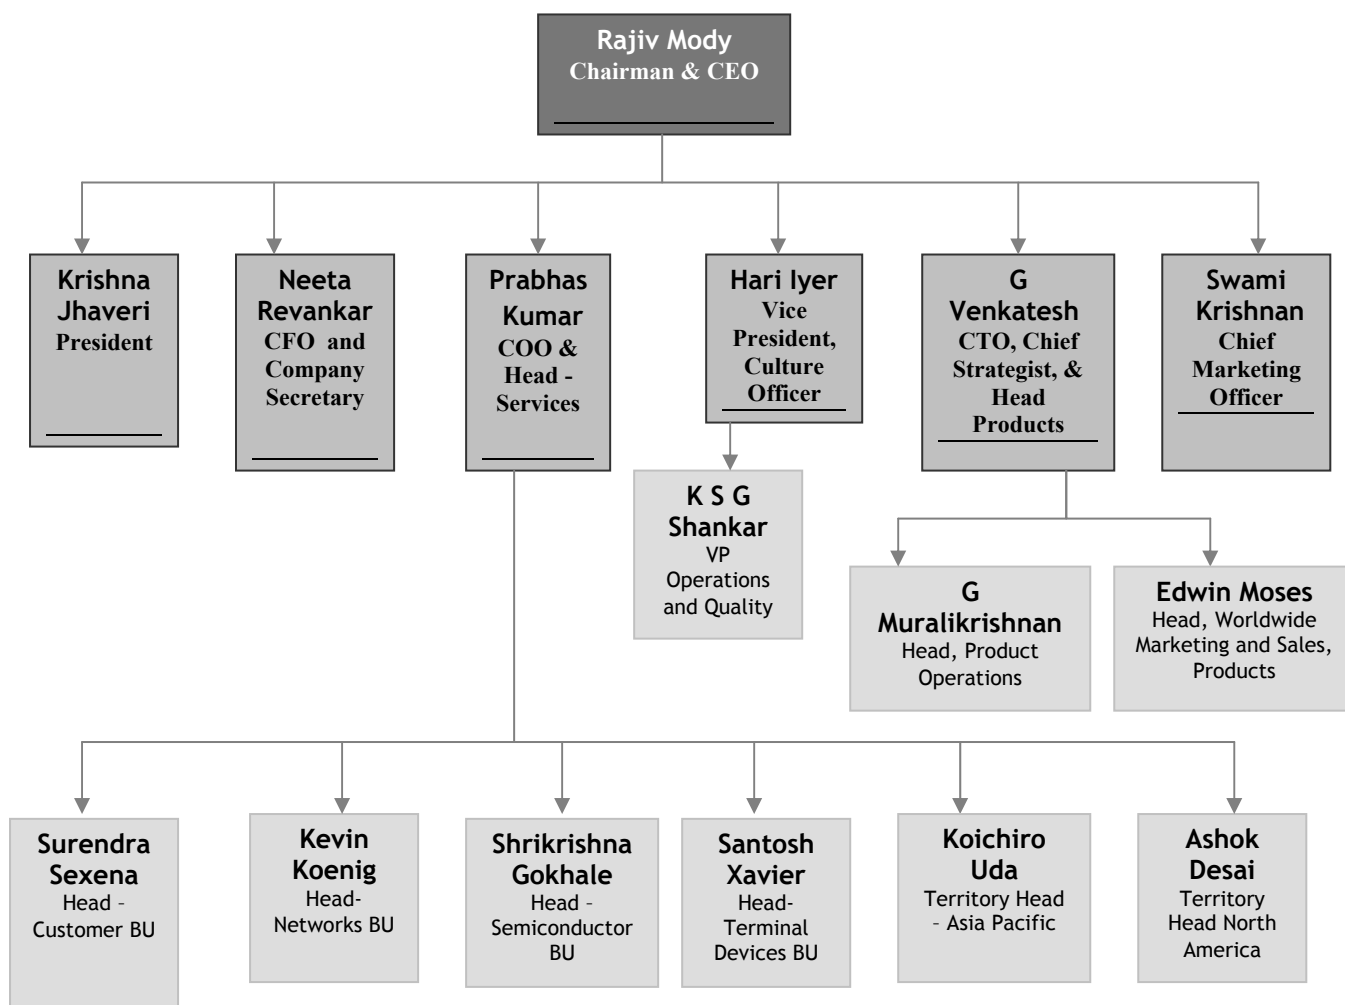 Rajiv Mody
Chairman & CEO
Krishna
Jhaveri
President
Neeta
Revankar
CFO and
Company
Secretary
Prabhas
Kumar
COO &
Head -
Services
Hari Iyer
Vice
President,
Culture
Officer
G
Venkatesh
CTO, Chief
Strategist, &
Head
Products
Swami
Krishnan
Chief
Marketing
Officer
K S G
Shankar
VP
Operations
and Quality
G
Muralikrishnan
Head, Product
Operations
Edwin Moses
Head, Worldwide
Marketing and Sales,
Products
Surendra
Sexena
Head –
Customer BU
Kevin
Koenig
Head-
Networks BU
Shrikrishna
Gokhale
Head –
Semiconductor
BU
Santosh
Xavier
Head-
Terminal
Devices BU
Koichiro
Uda
Territory Head
– Asia Pacific
Ashok
Desai
Territory
Head North
America